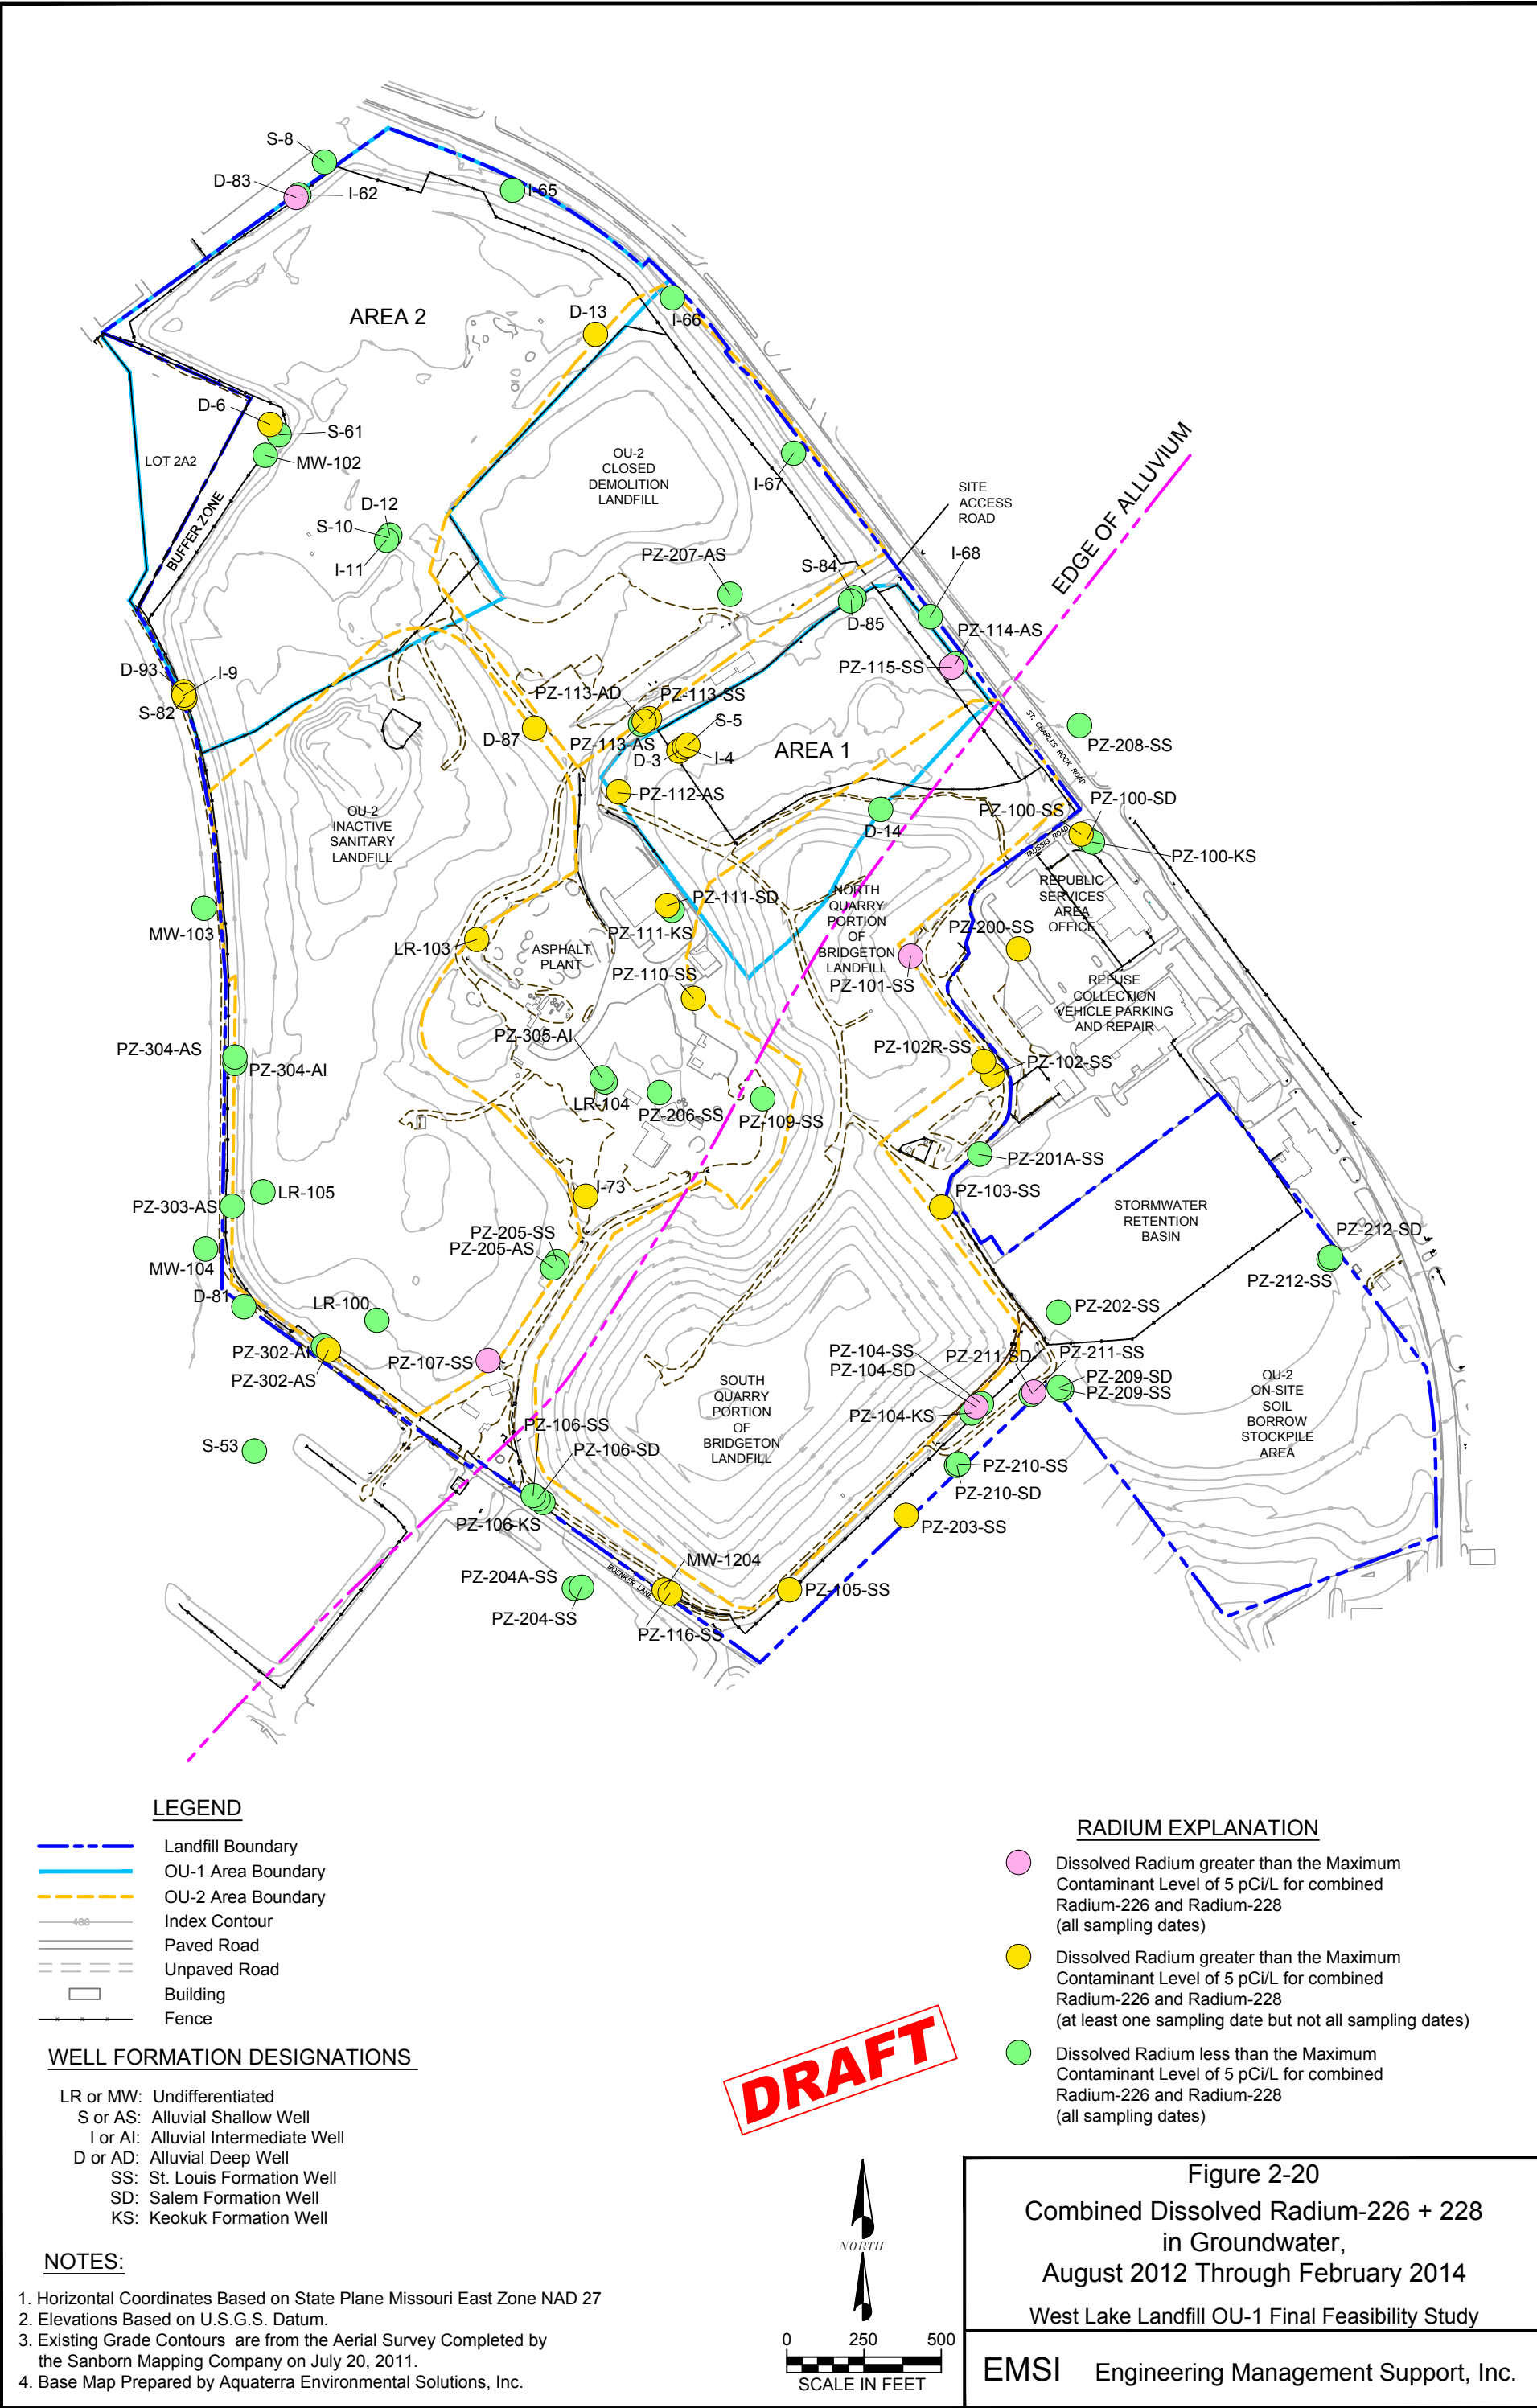 S-8
D-83
I-62
I-65
AREA 2
D-13
I-66
D-6
S-61
LOT 2A2
MW-102
OU-2
CLOSED
DEMOLITION
LANDFILL
I-67
EDGE OF ALLUVIUM
SITE
ACCESS
ROAD
BUFFER ZONE
D-12
S-10
I-11
PZ-207-AS
S-84
I-68
D-85
PZ-114-AS
PZ-115-SS
D-93
I-9
S-82
PZ-113-AD
PZ-113-SS
D-87
PZ-113-AS
S-5
D-3
I-4
AREA 1
ST. CHARLES ROCK ROAD
PZ-208-SS
PZ-112-AS
D-14
PZ-100-SS
PZ-100-SD
TAUSSIG ROAD
PZ-100-KS
OU-2
INACTIVE
SANITARY
LANDFILL
MW-103
PZ-111-SD
PZ-111-KS
NORTH
QUARRY
PORTION
OF
BRIDGETON
LANDFILL
REPUBLIC
SERVICES
AREA
OFFICE
PZ-200-SS
LR-103
ASPHALT
PLANT
PZ-110-SS
PZ-101-SS
REFUSE
COLLECTION
VEHICLE PARKING
AND REPAIR
PZ-305-AI
PZ-304-AS
PZ-304-AI
PZ-102R-SS
PZ-102-SS
LR-104
PZ-206-SS
PZ-109-SS
PZ-201A-SS
LR-105
I-73
PZ-303-AS
PZ-103-SS
STORMWATER
RETENTION
BASIN
PZ-205-SS
PZ-205-AS
PZ-212-SD
PZ-212-SS
MW-104
D-81
LR-100
PZ-202-SS
PZ-302-AI
PZ-302-AS
PZ-107-SS
PZ-104-SS
PZ-104-SD
PZ-211-SD
PZ-211-SS
PZ-209-SD
PZ-209-SS
PZ-104-KS
SOUTH
QUARRY
PORTION
OF
BRIDGETON
LANDFILL
OU-2
ON-SITE
SOIL
BORROW
STOCKPILE
AREA
S-53
PZ-106-SS
PZ-106-SD
PZ-106-KS
PZ-210-SS
PZ-210-SD
PZ-203-SS
MW-1204
PZ-204A-SS
PZ-204-SS
BOENKER LANE
PZ-116-SS
PZ-105-SS
LEGEND
Landfill Boundary
OU-1 Area Boundary
OU-2 Area Boundary
480
Index Contour
Paved Road
Unpaved Road
Building
Fence
WELL FORMATION DESIGNATIONS
LR or MW: Undifferentiated
S or AS: Alluvial Shallow Well
I or AI: Alluvial Intermediate Well
D or AD: Alluvial Deep Well
SS: St. Louis Formation Well
SD: Salem Formation Well
KS: Keokuk Formation Well
NOTES:
1. Horizontal Coordinates Based on State Plane Missouri East Zone NAD 27
2. Elevations Based on U.S.G.S. Datum.
3. Existing Grade Contours are from the Aerial Survey Completed by
the Sanborn Mapping Company on July 20, 2011.
4. Base Map Prepared by Aquaterra Environmental Solutions, Inc.
RADIUM EXPLANATION
Dissolved Radium greater than the Maximum
Contaminant Level of 5 pCi/L for combined
Radium-226 and Radium-228
(all sampling dates)
Dissolved Radium greater than the Maximum
Contaminant Level of 5 pCi/L for combined
Radium-226 and Radium-228
(at least one sampling date but not all sampling dates)
Dissolved Radium less than the Maximum
Contaminant Level of 5 pCi/L for combined
Radium-226 and Radium-228
(all sampling dates)
DRAFT
NORTH
0 250 500
SCALE IN FEET
Figure 2-20
Combined Dissolved Radium-226 + 228
in Groundwater,
August 2012 Through February 2014
West Lake Landfill OU-1 Final Feasibility Study
EMSI Engineering Management Support, Inc.